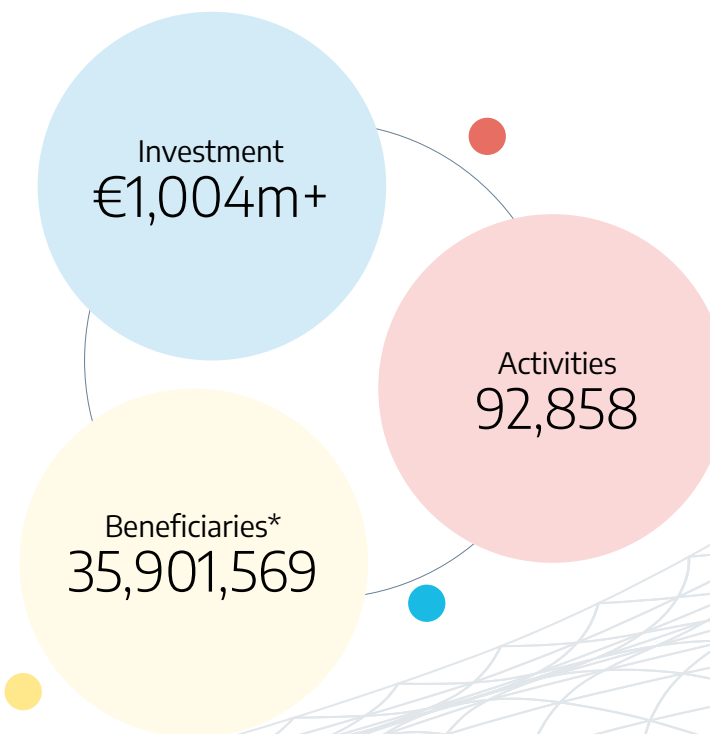 Investment
€1,004m+
Activities
92,858
Beneficiaries*
35,901,569